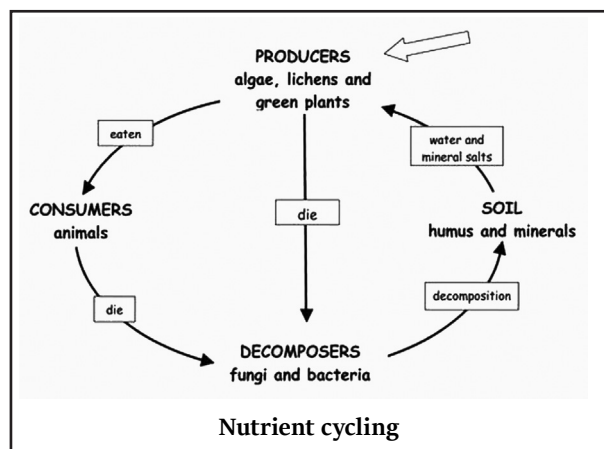 PRODUCERS
algae, lichens and
green plants
eaten
water and
mineral salts
CONSUMERS
animals
die
SOIL
humus and minerals
die
decomposition
DECOMPOSERS
fungi and bacteria
Nutrient cycling